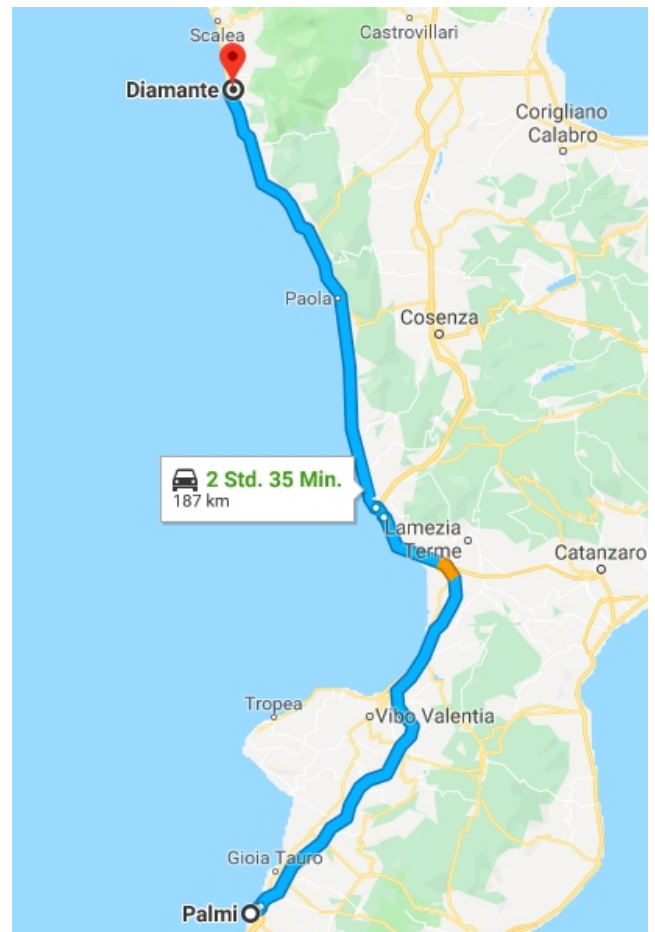 Scalea
Castrovillari
Diamante
Corigliano
Calabro
Paola
Cosenza
2 Std. 35 Min.
187 km
Lamezia
Terme
Catanzaro
Tropea
Vibo Valentia
Gioia Tauro
Palmi